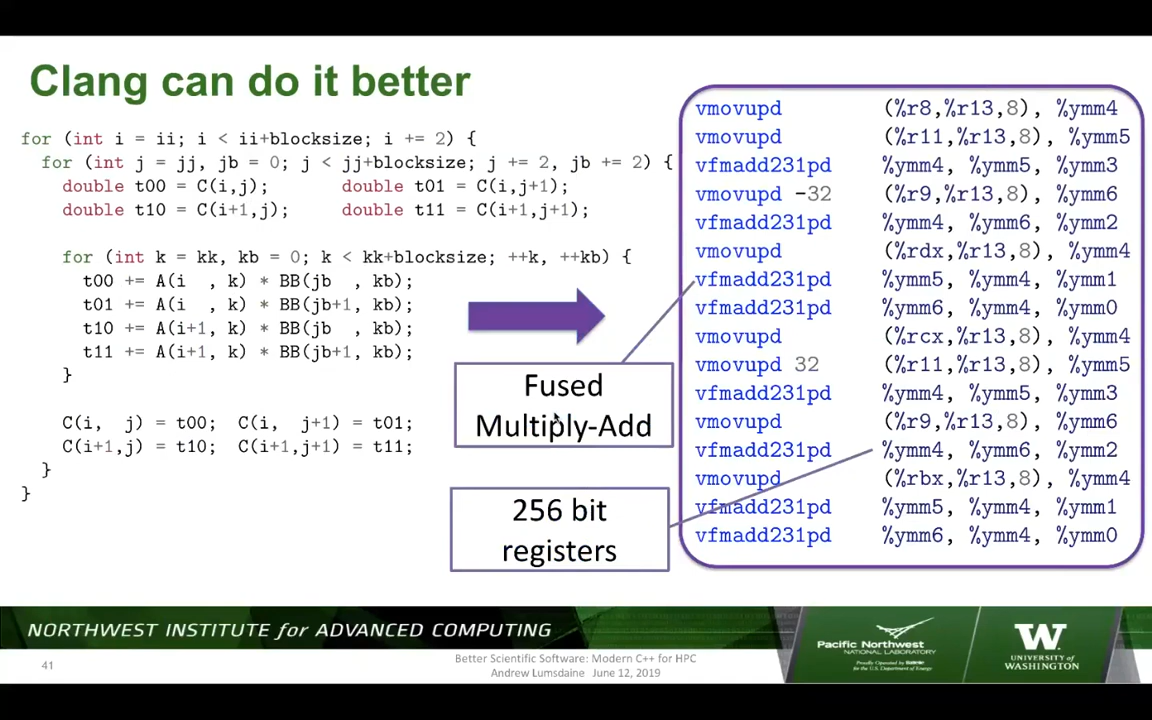 Clang can do it better
for (int i = ii; i < ii+blocksize; i += 2) {
for (int j = jj, jb = 0; j < jj+blocksize; j += 2, jb += 2) {
double t00 = C(i,j); double t01 = C(i,j+1);
double t10 = C(i+1,j); double t11 = C(i+1,j+1);
for (int k = kk, kb = 0; k < kk+blocksize; ++k, ++kb) {
t00 += A(i , k) * BB(jb , kb);
t01 += A(i , k) * BB(jb+1, kb);
t10 += A(i+1, k) * BB(jb , kb);
t11 += A(i+1, k) * BB(jb+1, kb);
}
C(i, j) = t00; C(i, j+1) = t01;
C(i+1,j) = t10; C(i+1,j+1) = t11;
}
}
Fused
Multiply-Add
256 bit
registers
vmovupd (%r8,%r13,8), %ymm4
vmovupd (%r11,%r13,8), %ymm5
vfmadd231pd %ymm4, %ymm5, %ymm3
vmovupd -32 (%r9,%r13,8), %ymm6
vfmadd231pd %ymm4, %ymm6, %ymm2
vmovupd (%rdx,%r13,8), %ymm4
vfmadd231pd %ymm5, %ymm4, %ymm1
vfmadd231pd %ymm6, %ymm4, %ymm0
vmovupd (%rcx,%r13,8), %ymm4
vmovupd 32 (%r11,%r13,8), %ymm5
vfmadd231pd %ymm4, %ymm5, %ymm3
vmovupd (%r9,%r13,8), %ymm6
vfmadd231pd %ymm4, %ymm6, %ymm2
vmovupd (%rbx,%r13,8), %ymm4
vfmadd231pd %ymm5, %ymm4, %ymm1
vfmadd231pd %ymm6, %ymm4, %ymm0
NORTHWEST INSTITUTE for ADVANCED COMPUTING
Pacific Northwest
NATIONAL LABORATORY
W
UNIVERSITY of
WASHINGTON
41
Better Scientific Software: Modern C++ for HPC
Andrew Lumsdaine June 12, 2019